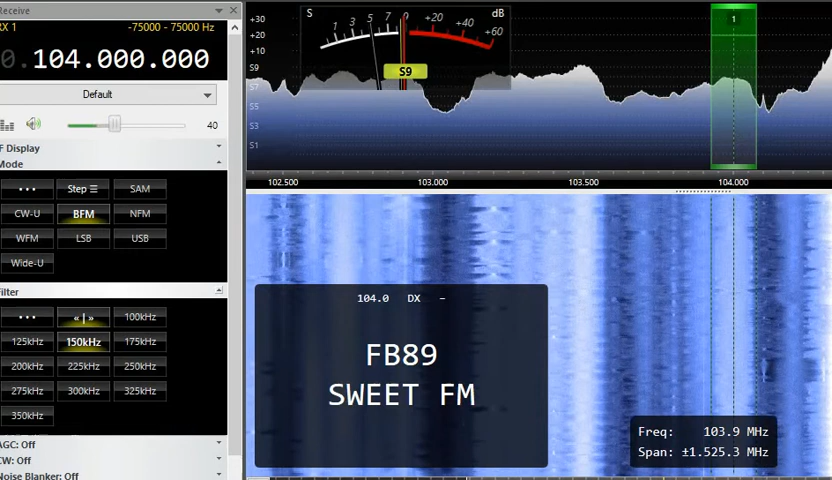 Receive
RX 1
-75000 - 75000 Hz
0.104.000.000
Default
40
IF Display
Mode
Step
SAM
CW-U
BFM
NFM
WFM
LSB
USB
Wide-U
Filter
« | »
100kHz
125kHz
150kHz
175kHz
200kHz
225kHz
250kHz
275kHz
300kHz
325kHz
350kHz
AGC: Off
CW: Off
Noise Blanker: Off
+30
+20
+10
S9
S7
S5
S3
S1
S
1 3 5 7 +20 +40 +60
dB
S9
1
102.500 103.000 103.500 104.000
104.0 DX –
FB89
SWEET FM
Freq: 103.9 MHz
Span: ±1.525.3 MHz